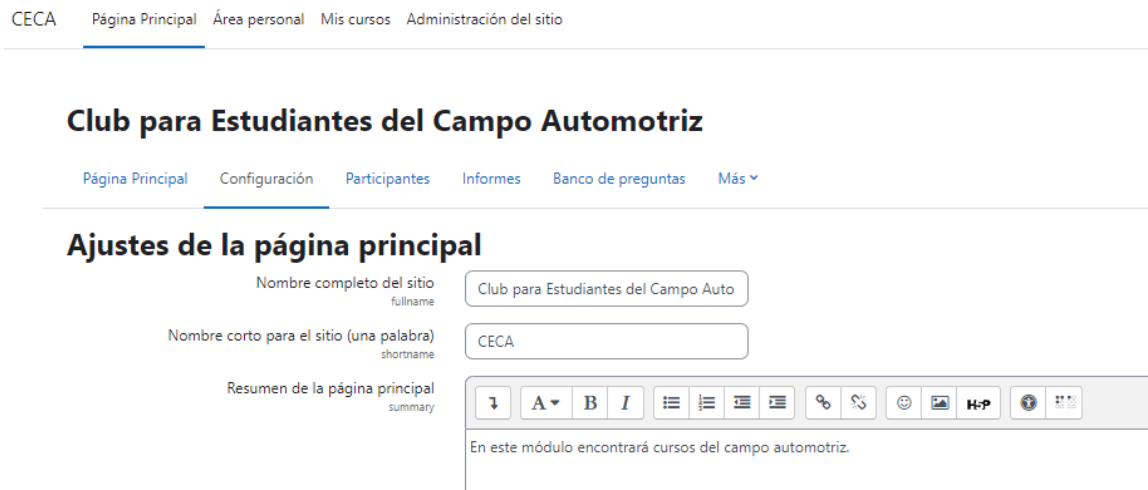 CECA Página Principal Área personal Mis cursos Administración del sitio
Club para Estudiantes del Campo Automotriz
Página Principal Configuración Participantes Informes Banco de preguntas Más
Ajustes de la página principal
Nombre completo del sitio Club para Estudiantes del Campo Auto
fullname
Nombre corto para el sitio (una palabra) CECA
shortname
Resumen de la página principal
summary
A B I H-P
En este módulo encontrará cursos del campo automotriz.